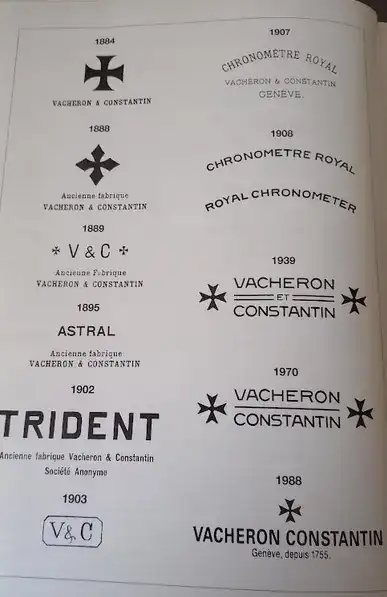 1884
VACHERON & CONSTANTIN
1888
Ancienne fabrique
VACHERON & CONSTANTIN
1889
V & C
Ancienne Fabrique
VACHERON & CONSTANTIN
1895
ASTRAL
Ancienne fabrique
VACHERON & CONSTANTIN
1902
TRIDENT
Ancienne fabrique Vacheron & Constantin
Société Anonyme
1903
V & C
1907
CHRONOMÈTRE ROYAL
VACHERON & CONSTANTIN
GENÈVE.
1908
CHRONOMETRE ROYAL
ROYAL CHRONOMETER
1939
VACHERON
ET
CONSTANTIN
1970
VACHERON
CONSTANTIN
1988
VACHERON CONSTANTIN
Genève, depuis 1755.